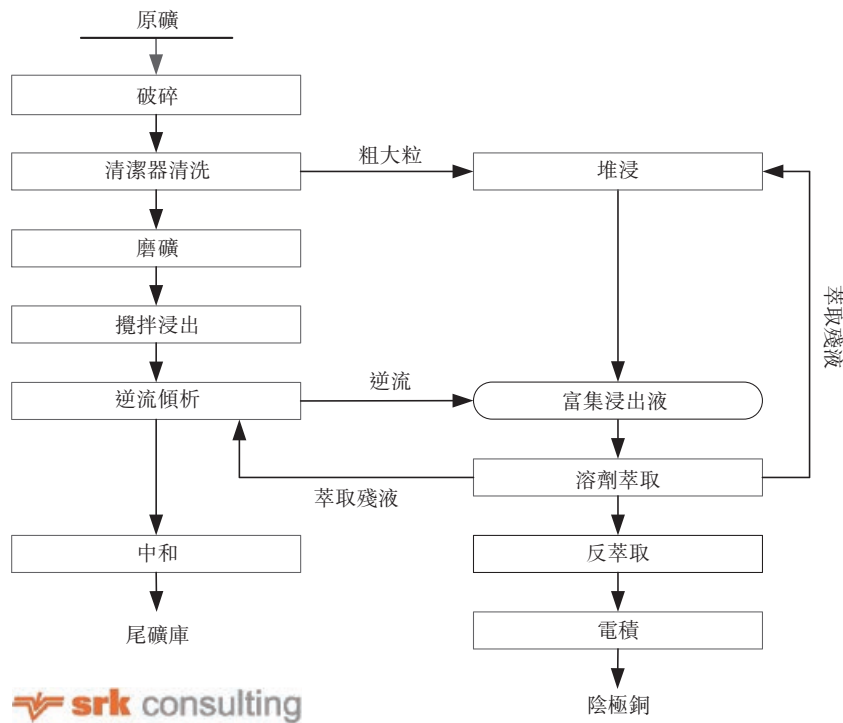 原礦
破碎
清潔器清洗
粗大粒
堆浸
磨礦
攪拌浸出
萃取殘液
逆流傾析
逆流
富集浸出液
萃取殘液
溶劑萃取
中和
反萃取
尾礦庫
電積
陰極銅
srk consulting